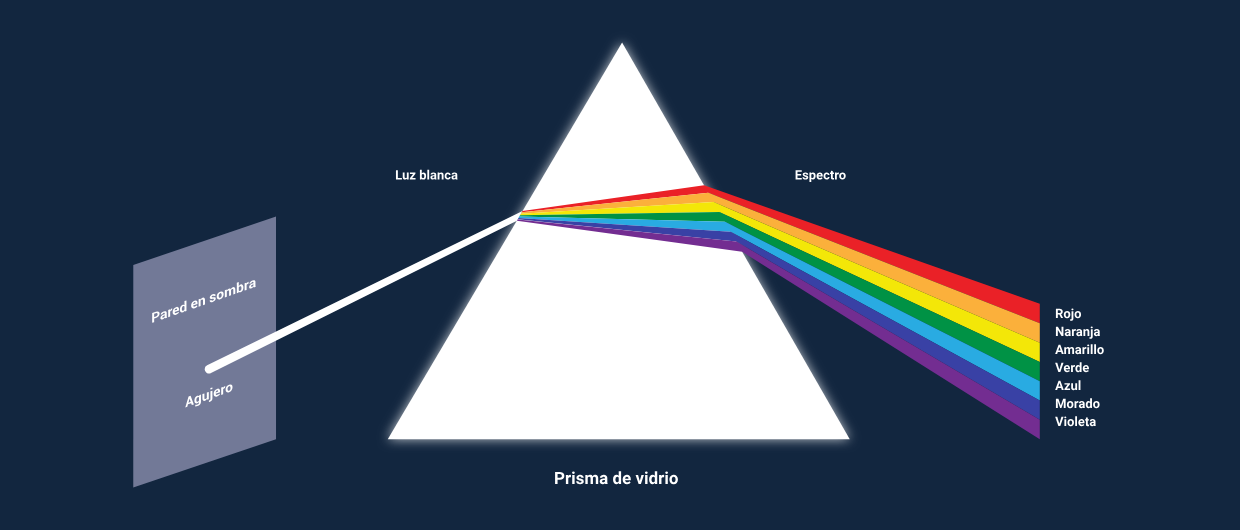 Luz blanca
Espectro
Pared en sombra
Agujero
Rojo
Naranja
Amarillo
Verde
Azul
Morado
Violeta
Prisma de vidrio